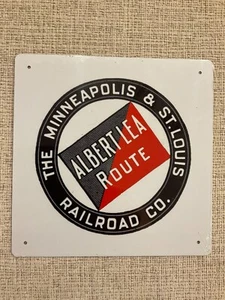 THE MINNEAPOLIS & ST. LOUIS
RAILROAD CO.
ALBERT LEA
ROUTE